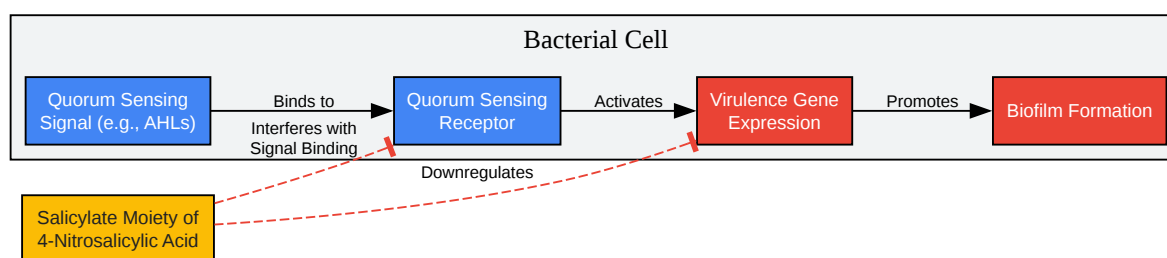 Bacterial Cell
Quorum Sensing
Signal (e.g., AHLs)
Binds to
Interferes with
Signal Binding
Quorum Sensing
Receptor
Activates
Downregulates
Virulence Gene
Expression
Promotes
Biofilm Formation
Salicylate Moiety of
4-Nitrosalicylic Acid